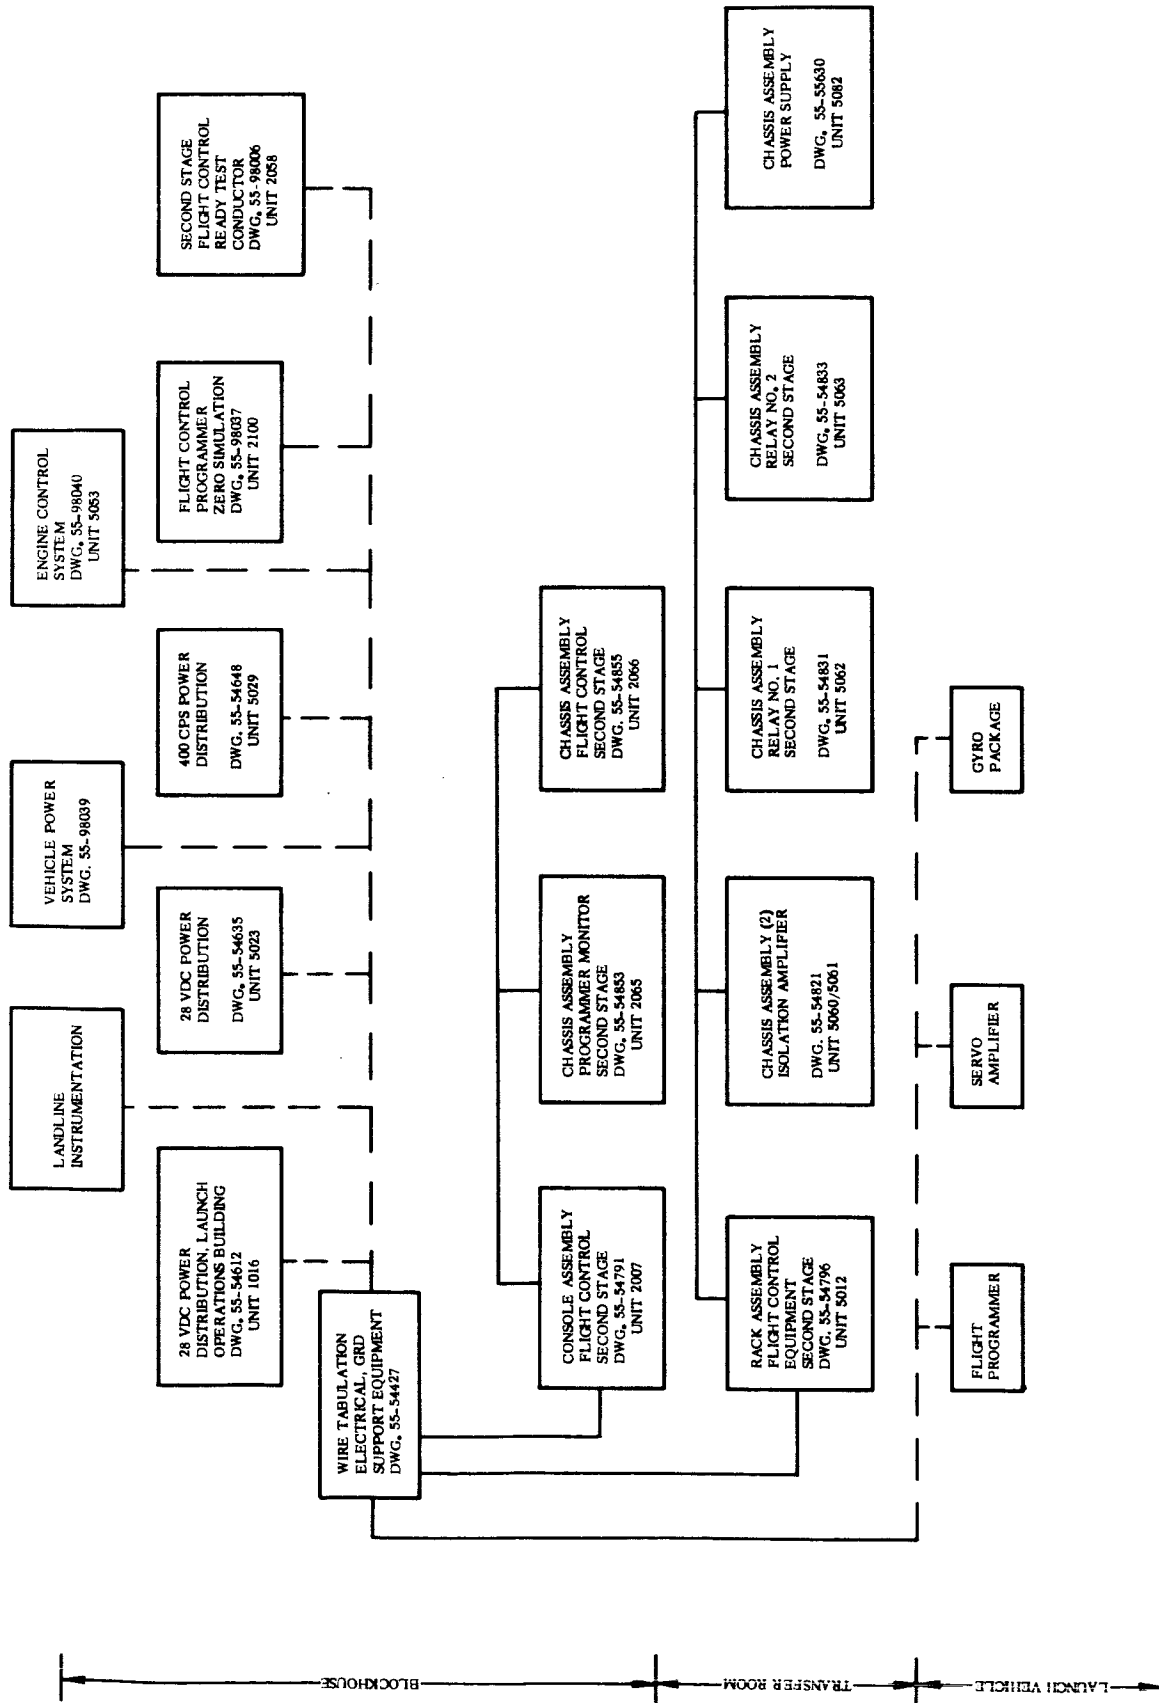 LANDLINE
INSTRUMENTATION
VEHICLE POWER
SYSTEM
DWG. 55-98039
ENGINE CONTROL
SYSTEM
DWG. 55-98040
UNIT 5053
28 VDC POWER
DISTRIBUTION, LAUNCH
OPERATIONS BUILDING
DWG. 55-54612
UNIT 1016
28 VDC POWER
DISTRIBUTION
DWG. 55-54635
UNIT 5023
400 CPS POWER
DISTRIBUTION
DWG. 55-54648
UNIT 5029
FLIGHT CONTROL
PROGRAMMER
ZERO SIMULATION
DWG. 55-98037
UNIT 2100
SECOND STAGE
FLIGHT CONTROL
READY TEST
CONDUCTOR
DWG. 55-98006
UNIT 2058
WIRE TABULATION
ELECTRICAL, GRD
SUPPORT EQUIPMENT
DWG. 55-54427
CONSOLE ASSEMBLY
FLIGHT CONTROL
SECOND STAGE
DWG. 55-54791
UNIT 2007
CHASSIS ASSEMBLY
PROGRAMMER MONITOR
SECOND STAGE
DWG. 55-54853
UNIT 2065
CHASSIS ASSEMBLY
FLIGHT CONTROL
SECOND STAGE
DWG. 55-54855
UNIT 2066
RACK ASSEMBLY
FLIGHT CONTROL
EQUIPMENT
SECOND STAGE
DWG. 55-54796
UNIT 5012
CHASSIS ASSEMBLY (2)
ISOLATION AMPLIFIER
DWG. 55-54821
UNIT 5060/5061
CHASSIS ASSEMBLY
RELAY NO. 1
SECOND STAGE
DWG. 55-54831
UNIT 5062
CHASSIS ASSEMBLY
RELAY NO. 2
SECOND STAGE
DWG. 55-54833
UNIT 5063
CHASSIS ASSEMBLY
POWER SUPPLY
DWG. 55-55630
UNIT 5082
FLIGHT
PROGRAMMER
SERVO
AMPLIFIER
GYRO
PACKAGE
BLOCKHOUSE
TRANSFER ROOM
LAUNCH VEHICLE